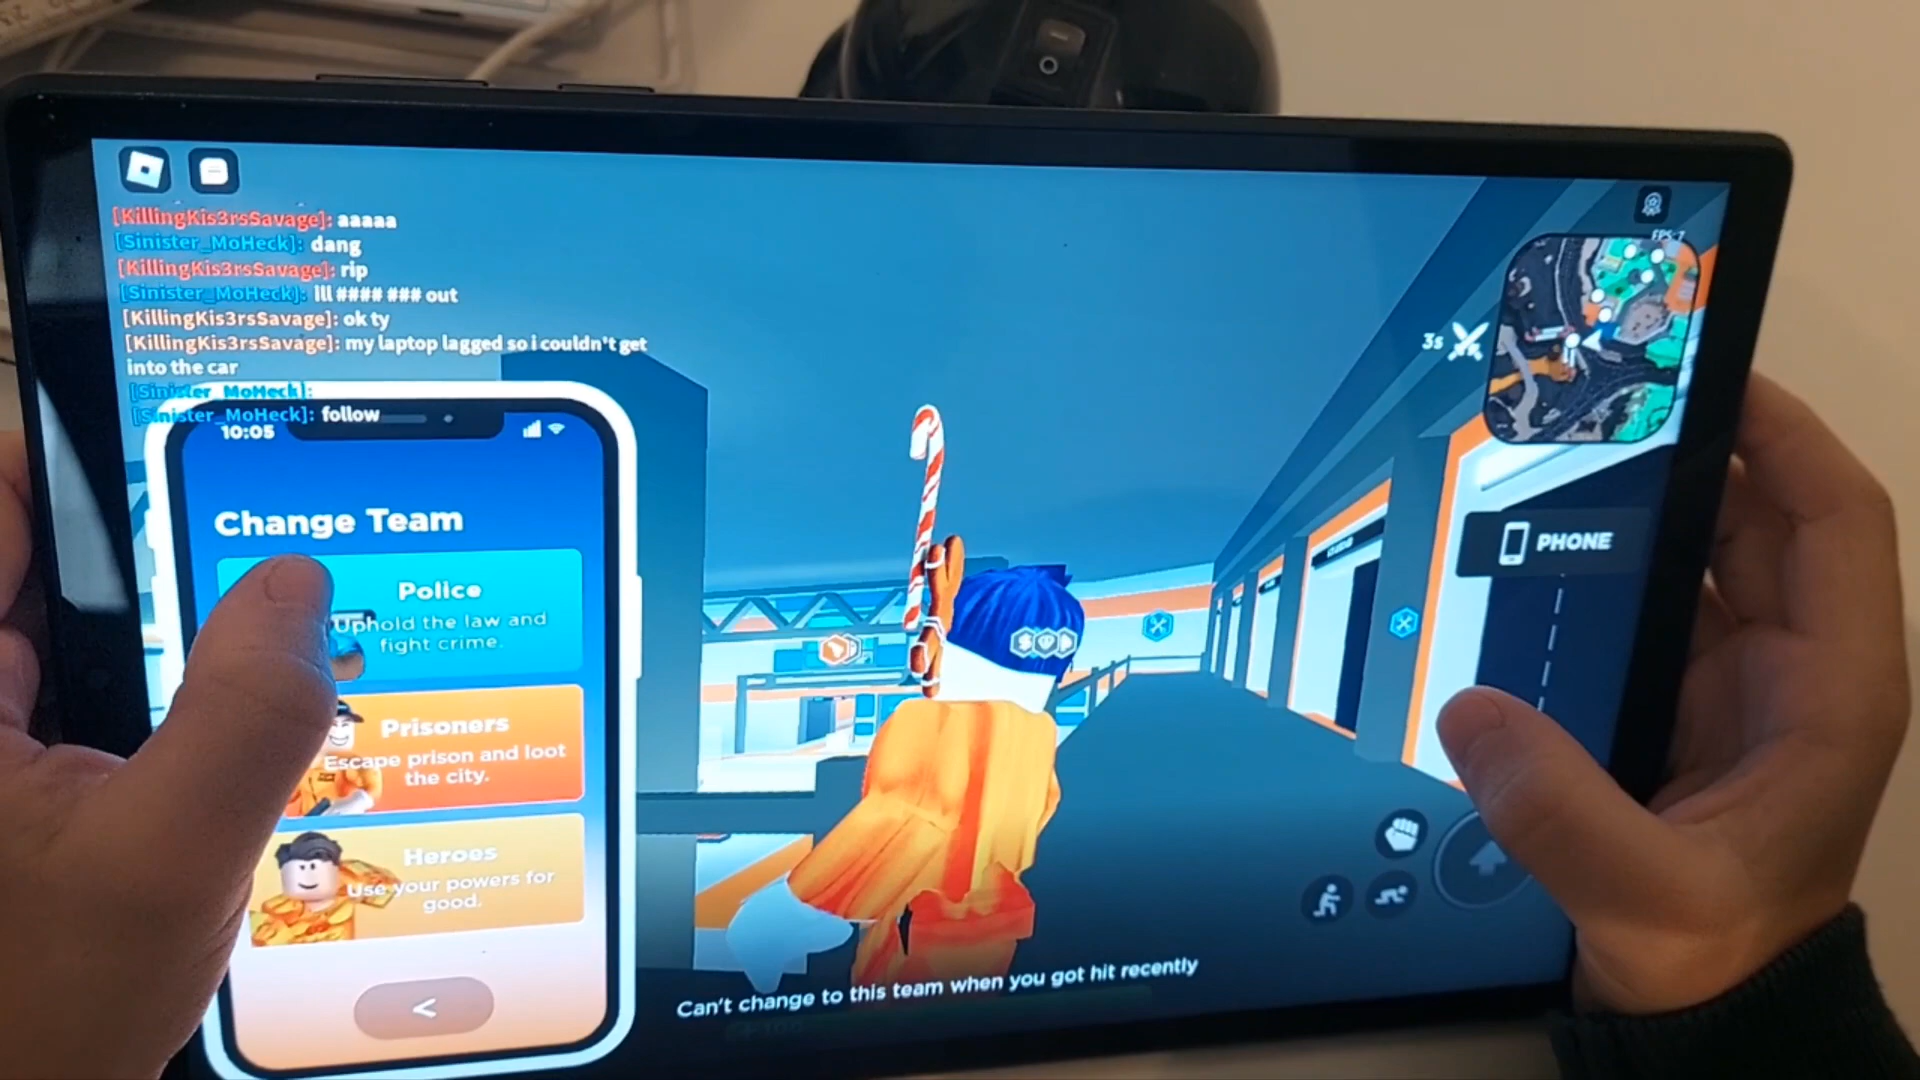 [KillingKis3rsSavage]: aaaaa
[Sinister_MoHeck]: dang
[KillingKis3rsSavage]: rip
[Sinister_MoHeck]: Ill #### ### out
[KillingKis3rsSavage]: ok ty
[KillingKis3rsSavage]: my laptop lagged so i couldn't get
into the car
[Sinister_MoHeck]:
[Sinister_MoHeck]: follow
10:05
Change Team
Police
Uphold the law and
fight crime.
Prisoners
Escape prison and loot
the city.
Heroes
Use your powers for
good.
<
FPS: 7
3s
PHONE
Can't change to this team when you got hit recently